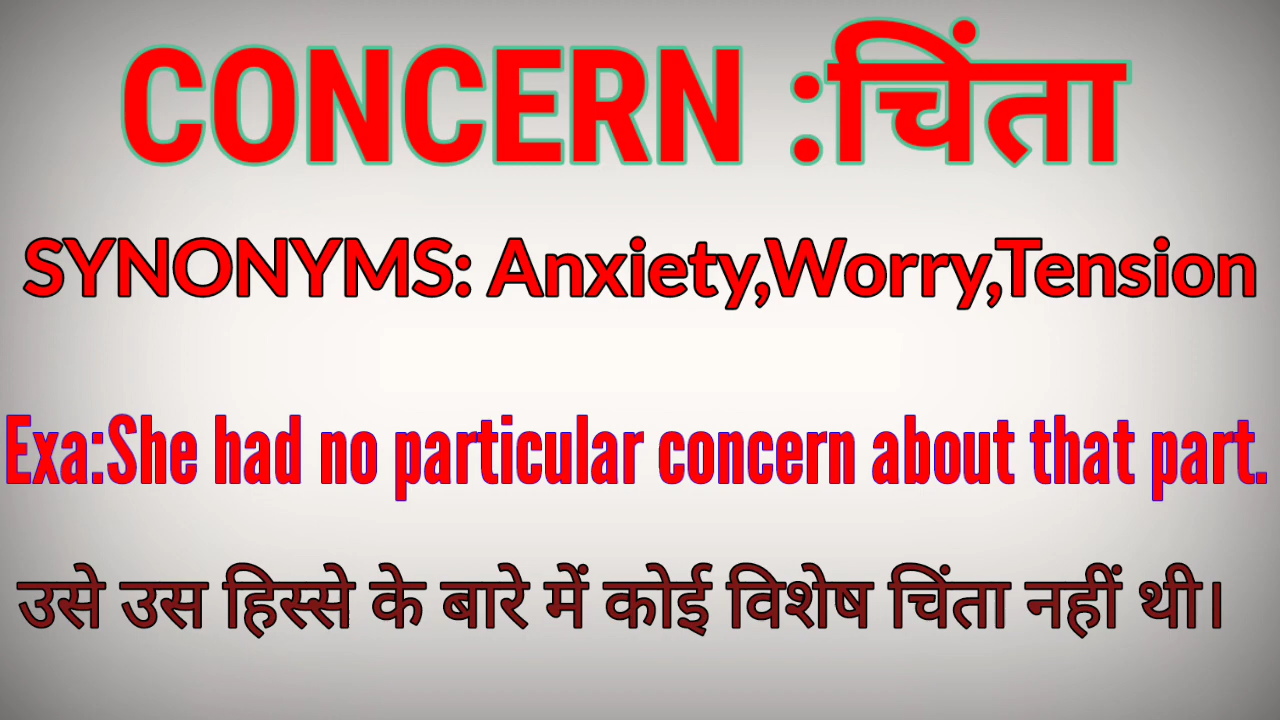 CONCERN :चिंता
SYNONYMS: Anxiety,Worry,Tension
Exa:She had no particular concern about that part.
उसे उस हिस्से के बारे में कोई विशेष चिंता नहीं थी।